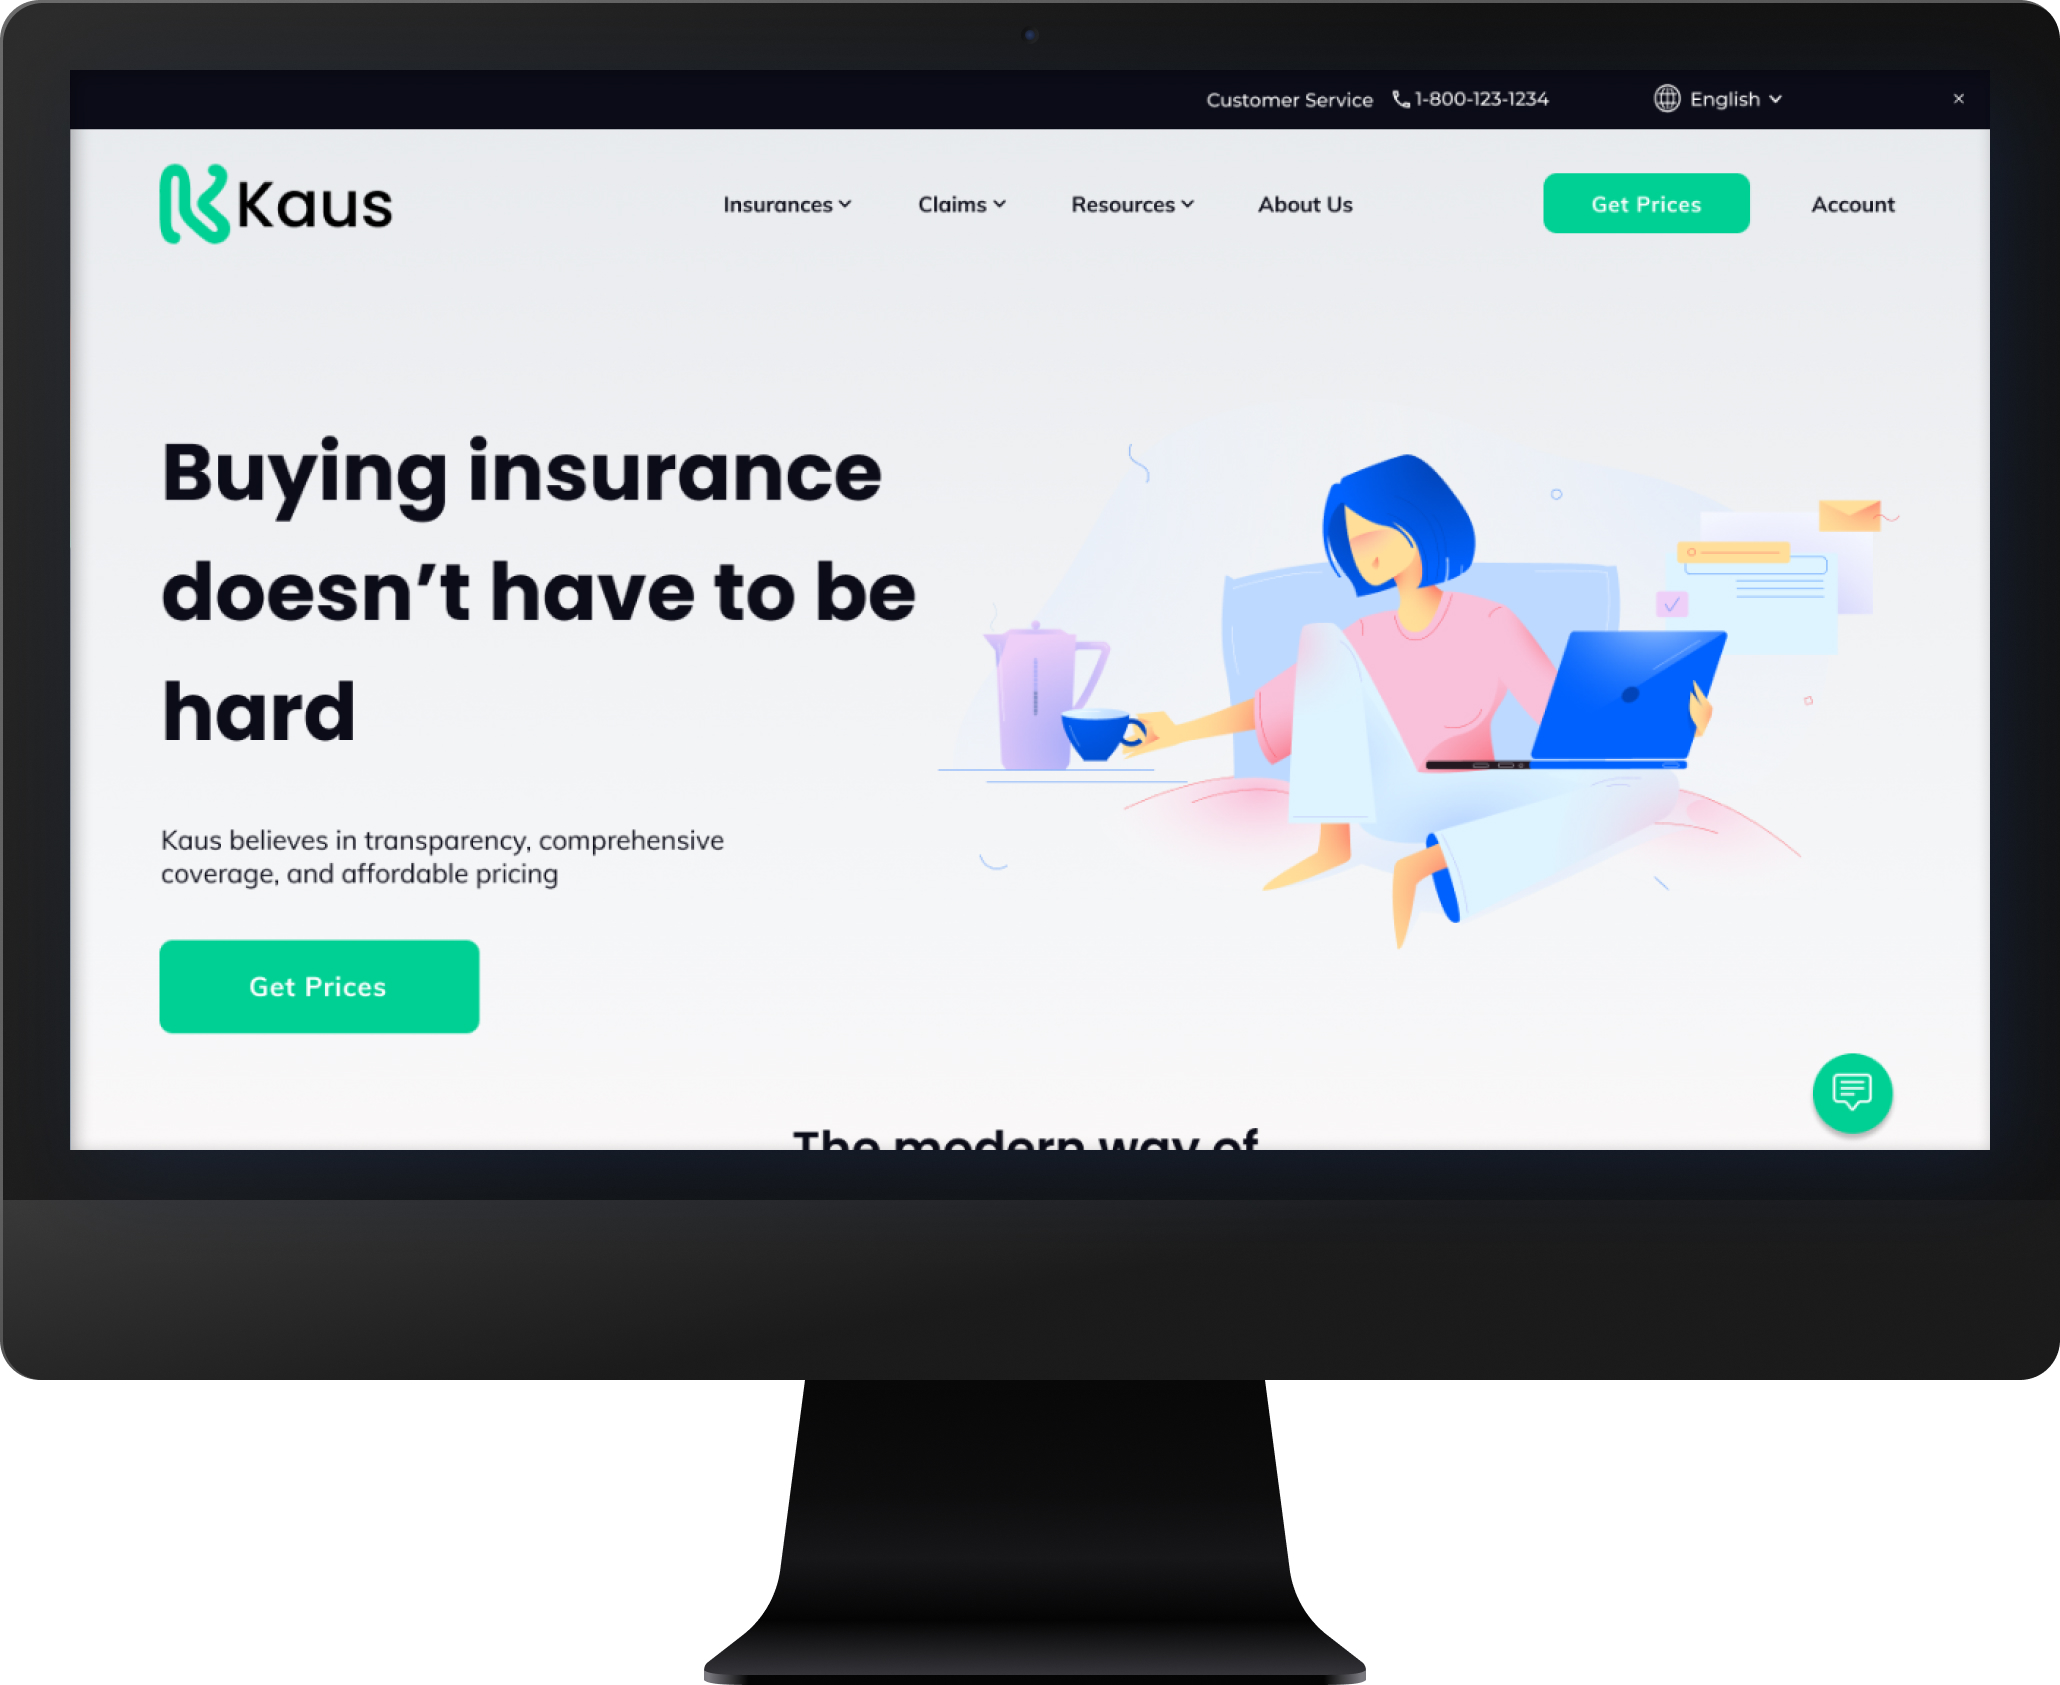 Customer Service 1-800-123-1234 English ×
Kaus Insurances Claims Resources About Us Get Prices Account
Buying insurance
doesn’t have to be
hard
Kaus believes in transparency, comprehensive
coverage, and affordable pricing
Get Prices
The modern way of